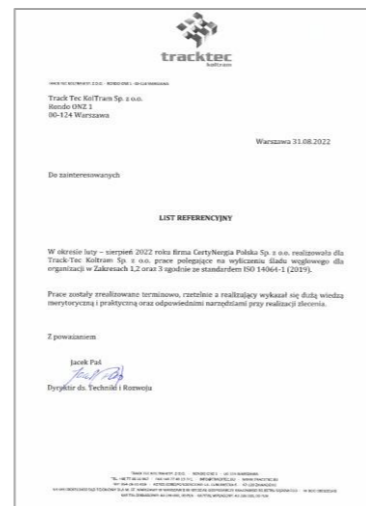 tracktec
koltram
Track Tec KolTram Sp. z o.o.
Rondo ONZ 1
00-124 Warszawa
Warszawa 31.08.2022
Do zainteresowanych
LIST REFERENCYJNY
W okresie luty – sierpień 2022 roku firma CertyNergia Polska Sp. z o.o. realizowała dla
Track-Tec Koltram Sp. z o.o. prace polegające na wyliczeniu śladu węglowego dla
organizacji w Zakresach 1,2 oraz 3 zgodnie ze standardem ISO 14064-1 (2019).
Prace zostały zrealizowane terminowo, rzetelnie a realizujący wykazał się dużą wiedzą
merytoryczną i praktyczną oraz odpowiednimi narzędziami przy realizacji zlecenia.
Z poważaniem
Jacek Paś
Dyrektor ds. Techniki i Rozwoju